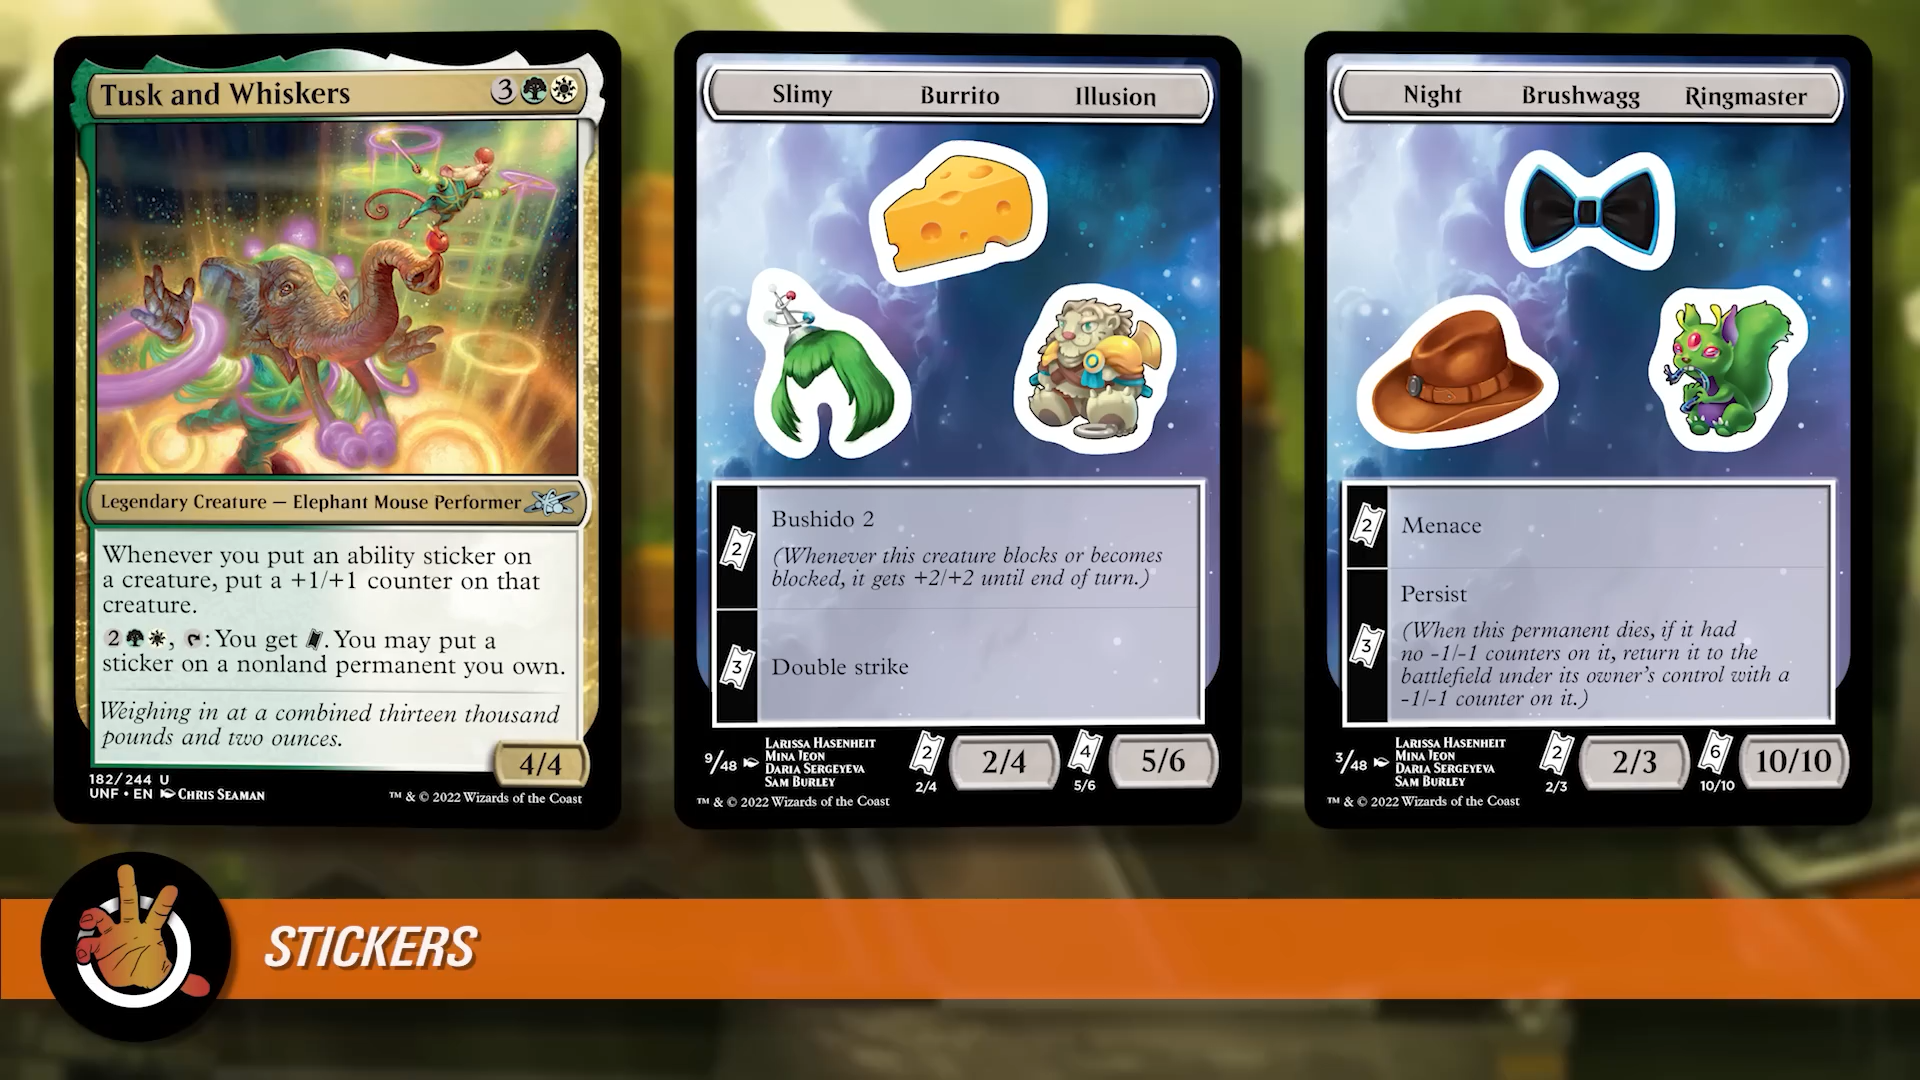 Tusk and Whiskers 3
Legendary Creature — Elephant Mouse Performer
Whenever you put an ability sticker on
a creature, put a +1/+1 counter on that
creature.
2 , : You get . You may put a
sticker on a nonland permanent you own.
Weighing in at a combined thirteen thousand
pounds and two ounces.
4/4
182/244 U
UNF • EN Chris Seaman
™ & © 2022 Wizards of the Coast
Slimy Burrito Illusion
2
Bushido 2
(Whenever this creature blocks or becomes
blocked, it gets +2/+2 until end of turn.)
3
Double strike
9/48
Larissa Hasenheit
Mina Jeon
Daria Sergeyeva
Sam Burley
2
2/4
2/4
4
5/6
5/6
™ & © 2022 Wizards of the Coast
Night Brushwagg Ringmaster
2
Menace
3
Persist
(When this permanent dies, if it had
no -1/-1 counters on it, return it to the
battlefield under its owner's control with a
-1/-1 counter on it.)
3/48
Larissa Hasenheit
Mina Jeon
Daria Sergeyeva
Sam Burley
2
2/3
2/3
6
10/10
10/10
™ & © 2022 Wizards of the Coast
STICKERS